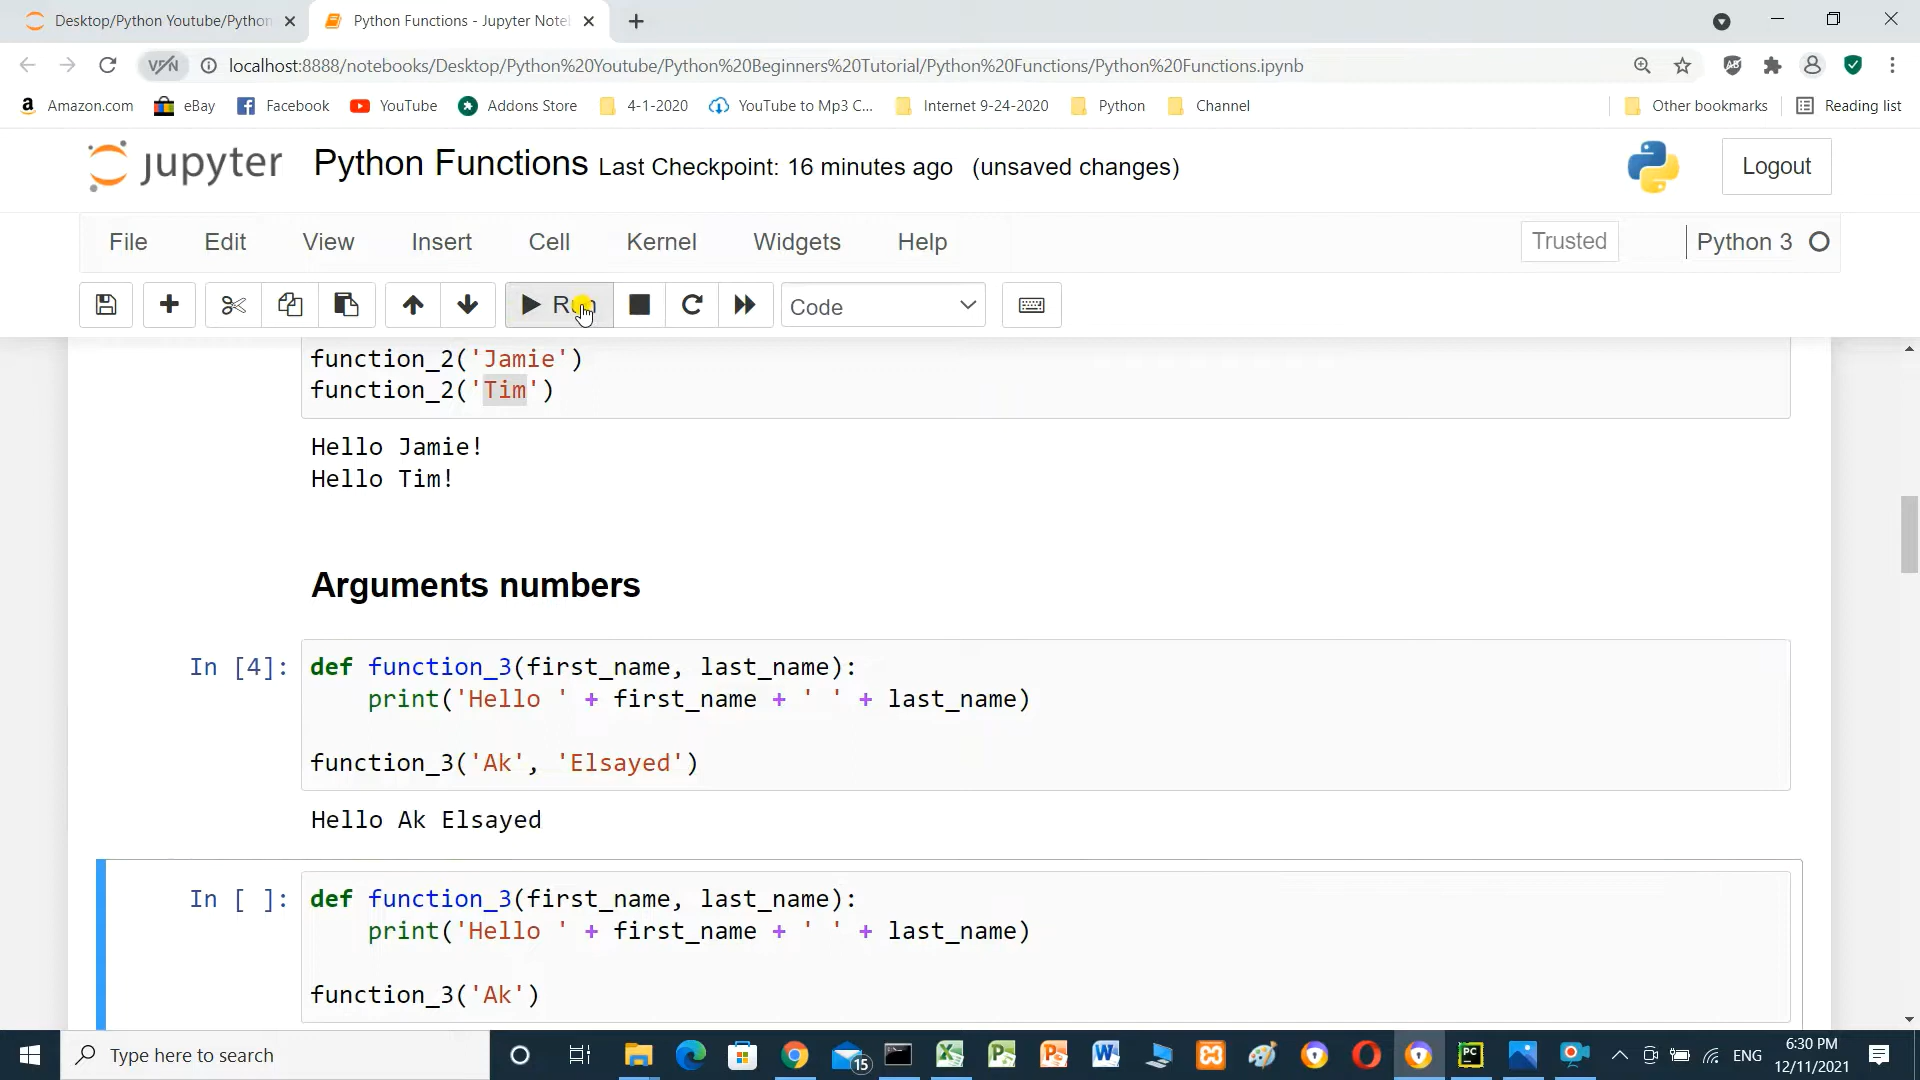 Desktop/Python Youtube/Python
Python Functions - Jupyter Note
VPN
localhost:8888/notebooks/Desktop/Python%20Youtube/Python%20Beginners%20Tutorial/Python%20Functions/Python%20Functions.ipynb
Amazon.com
eBay
Facebook
YouTube
Addons Store
4-1-2020
YouTube to Mp3 C...
Internet 9-24-2020
Python
Channel
Other bookmarks
Reading list
jupyter
Python Functions Last Checkpoint: 16 minutes ago (unsaved changes)
Logout
File Edit View Insert Cell Kernel Widgets Help
Trusted
Python 3
Run
Code
function_2('Jamie')
function_2('Tim')
Hello Jamie!
Hello Tim!
Arguments numbers
In [4]: def function_3(first_name, last_name):
print('Hello ' + first_name + ' ' + last_name)
function_3('Ak', 'Elsayed')
Hello Ak Elsayed
In [ ]: def function_3(first_name, last_name):
print('Hello ' + first_name + ' ' + last_name)
function_3('Ak')
Type here to search
15
PC
ENG
6:30 PM
12/11/2021